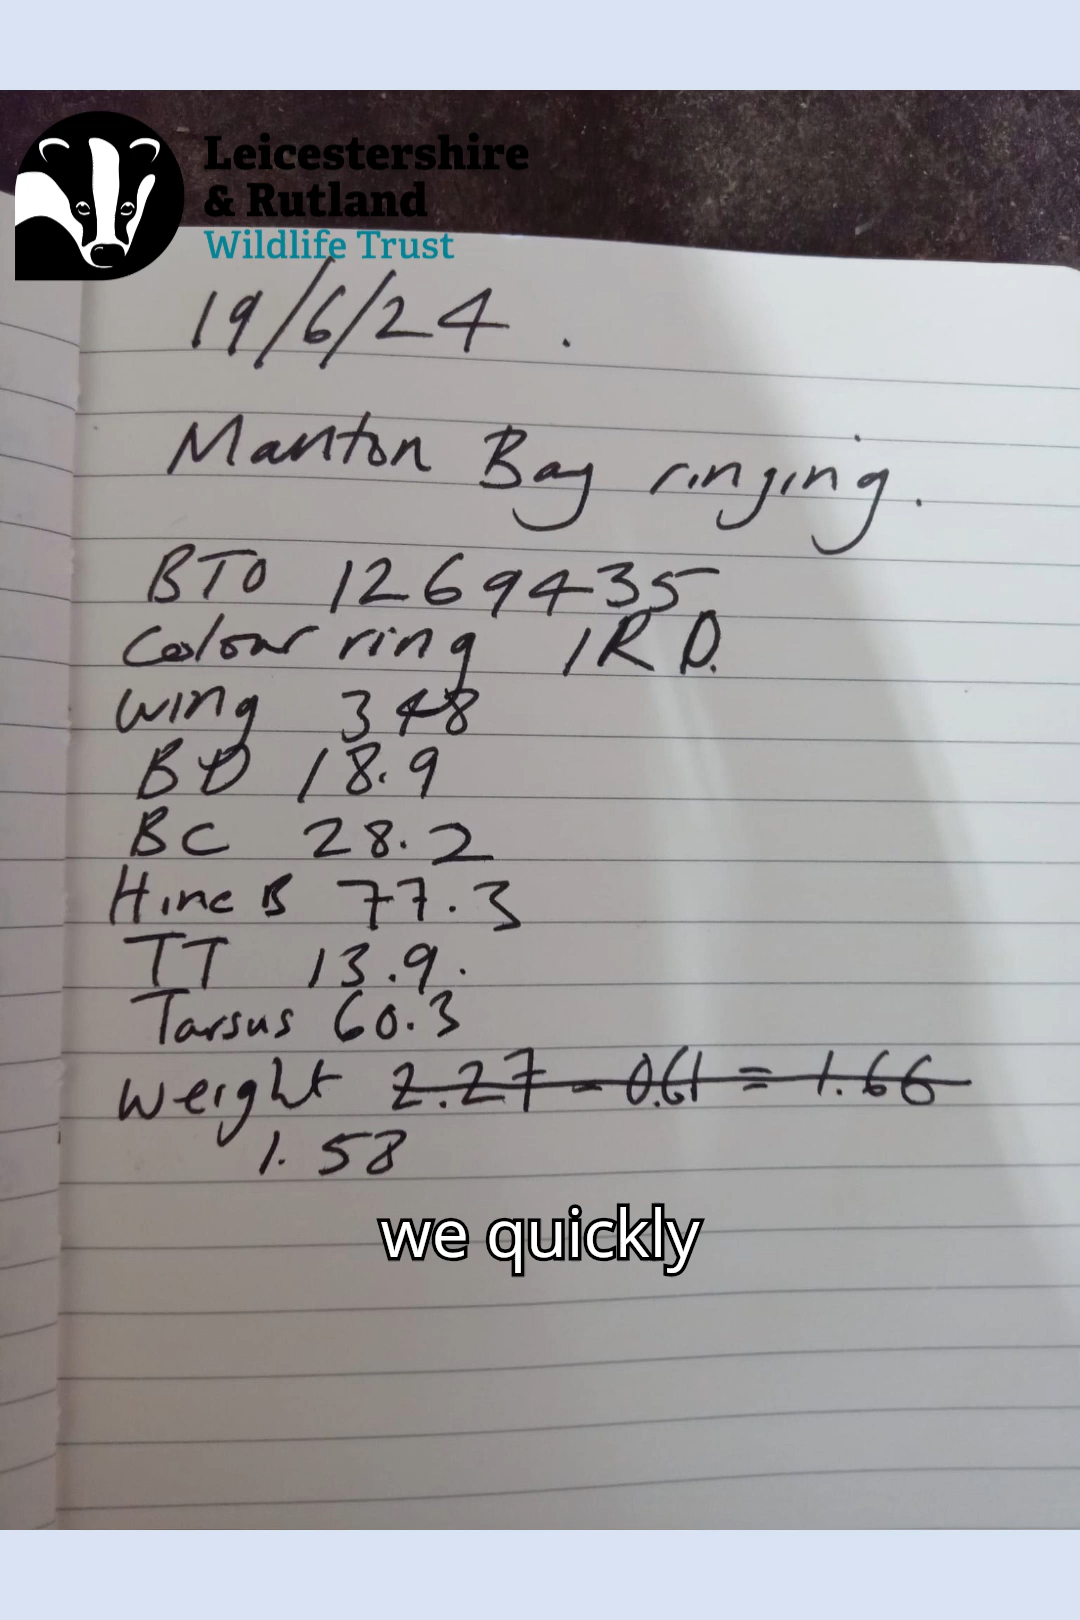 Leicestershire
& Rutland
Wildlife Trust
19/6/24.
Manton Bay ringing.
BTO 1269435
Colour ring 1RD.
wing 348
BD 18.9
BC 28.2
Hinc B 77.3
TT 13.9.
Tarsus 60.3
weight 2.27 - 0.61 = 1.66
1.58
we quickly